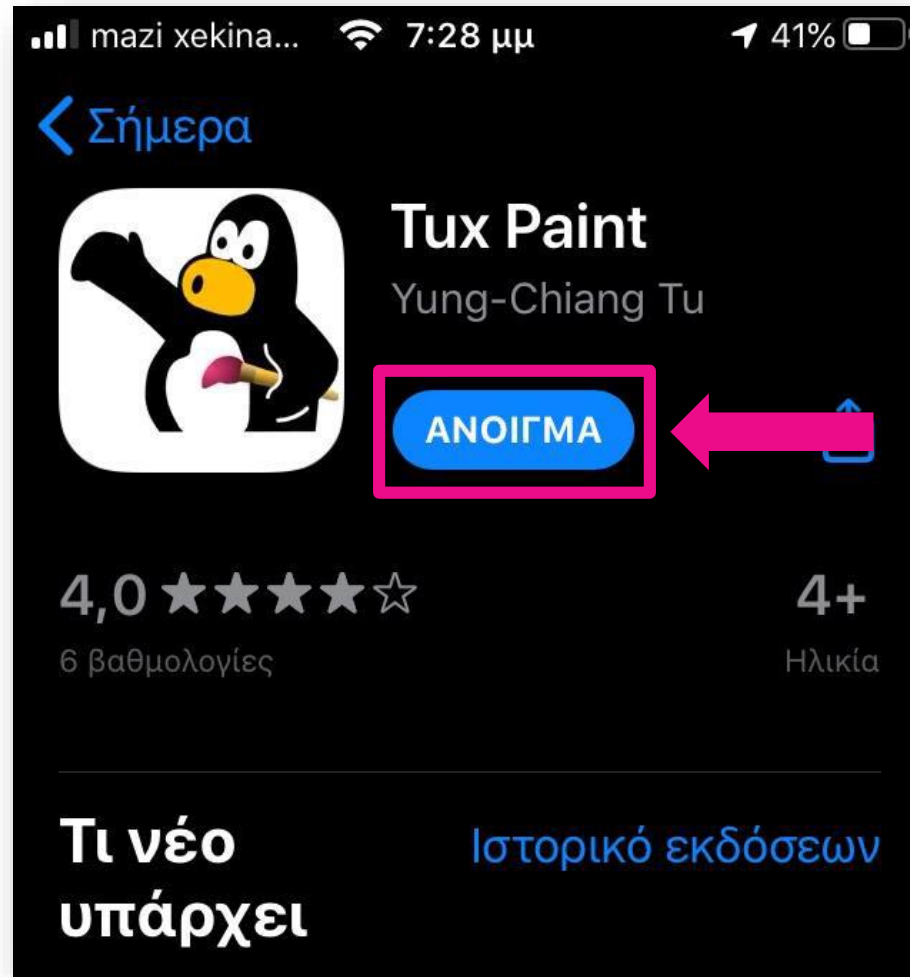 mazi xekina... 7:28 μμ 41%
Σήμερα
Tux Paint
Yung-Chiang Tu
ΑΝΟΙΓΜΑ
4,0 ★★★★☆ 4+
6 βαθμολογίες Ηλικία
Τι νέο Ιστορικό εκδόσεων
υπάρχει